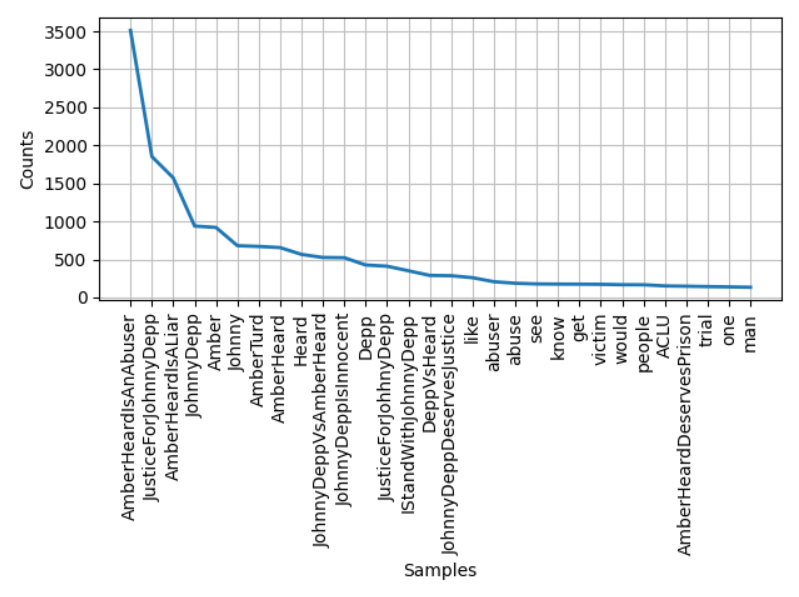 3500
3000
2500
2000
1500
1000
500
0
Counts
AmberHeardIsAnAbuser
JusticeForJohnnyDepp
AmberHeardIsALiar
JohnnyDepp
Amber
Johnny
AmberTurd
AmberHeard
Heard
JohnnyDeppVsAmberHeard
JohnnyDeppIsInnocent
Depp
JusticeForJohhnyDepp
IStandWithJohnnyDepp
DeppVsHeard
JohnnyDeppDeservesJustice
like
abuser
abuse
see
know
get
victim
would
people
ACLU
AmberHeardDeservesPrison
trial
one
man
Samples